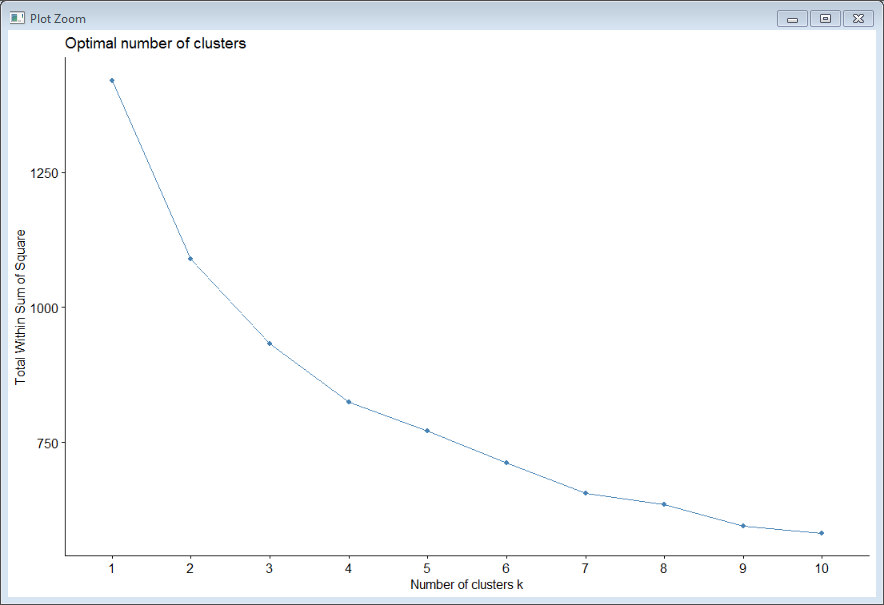 Plot Zoom
Optimal number of clusters
Total Within Sum of Square
1250
1000
750
1 2 3 4 5 6 7 8 9 10
Number of clusters k